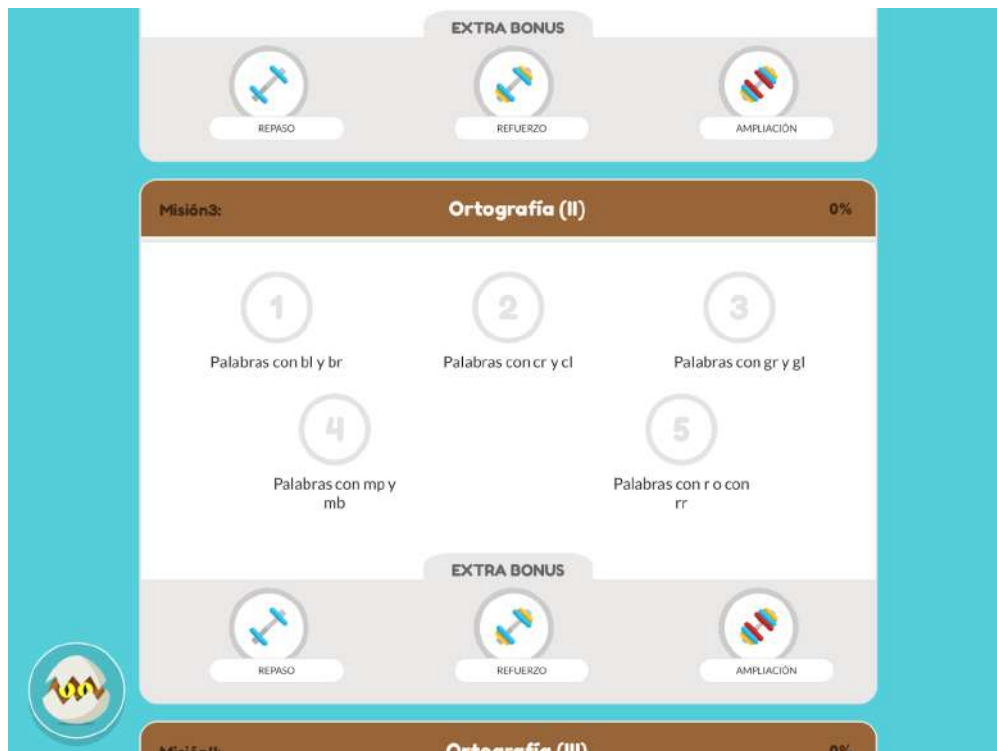 EXTRA BONUS
REPASO REFUERZO AMPLIACIÓN
Misión3: Ortografía (II) 0%
1 2 3
Palabras con bl y br Palabras con cr y cl Palabras con gr y gl
4 5
Palabras con mp y Palabras con r o con
mb rr
EXTRA BONUS
REPASO REFUERZO AMPLIACIÓN
Misión4: Ortografía (III) 0%